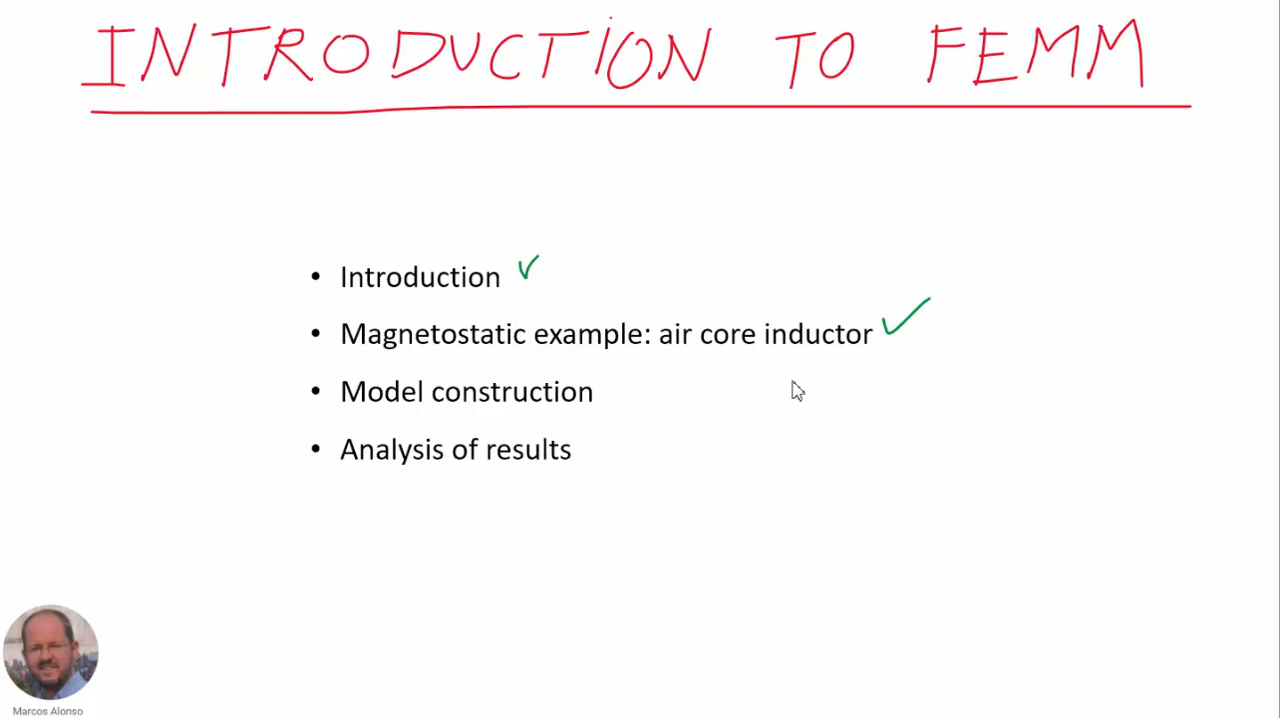 INTRODUCTION TO FEMM
• Introduction ✓
• Magnetostatic example: air core inductor ✓
• Model construction
• Analysis of results
Marcos Alonso